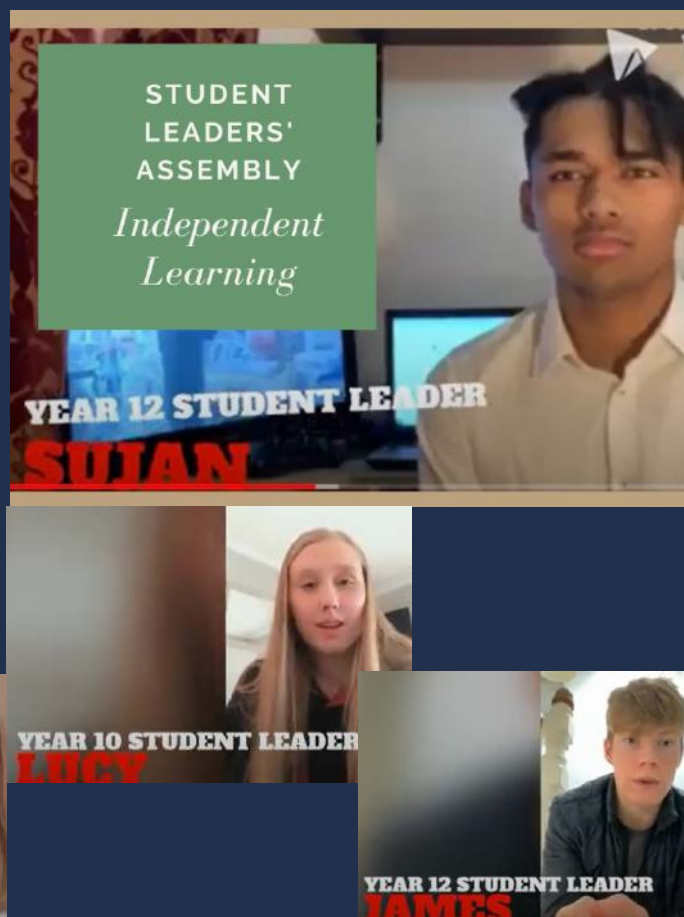 STUDENT
LEADERS'
ASSEMBLY
Independent
Learning
YEAR 12 STUDENT LEADER
SUJAN
YEAR 10 STUDENT LEADER
LUCY
YEAR 12 STUDENT LEADER
JAMES